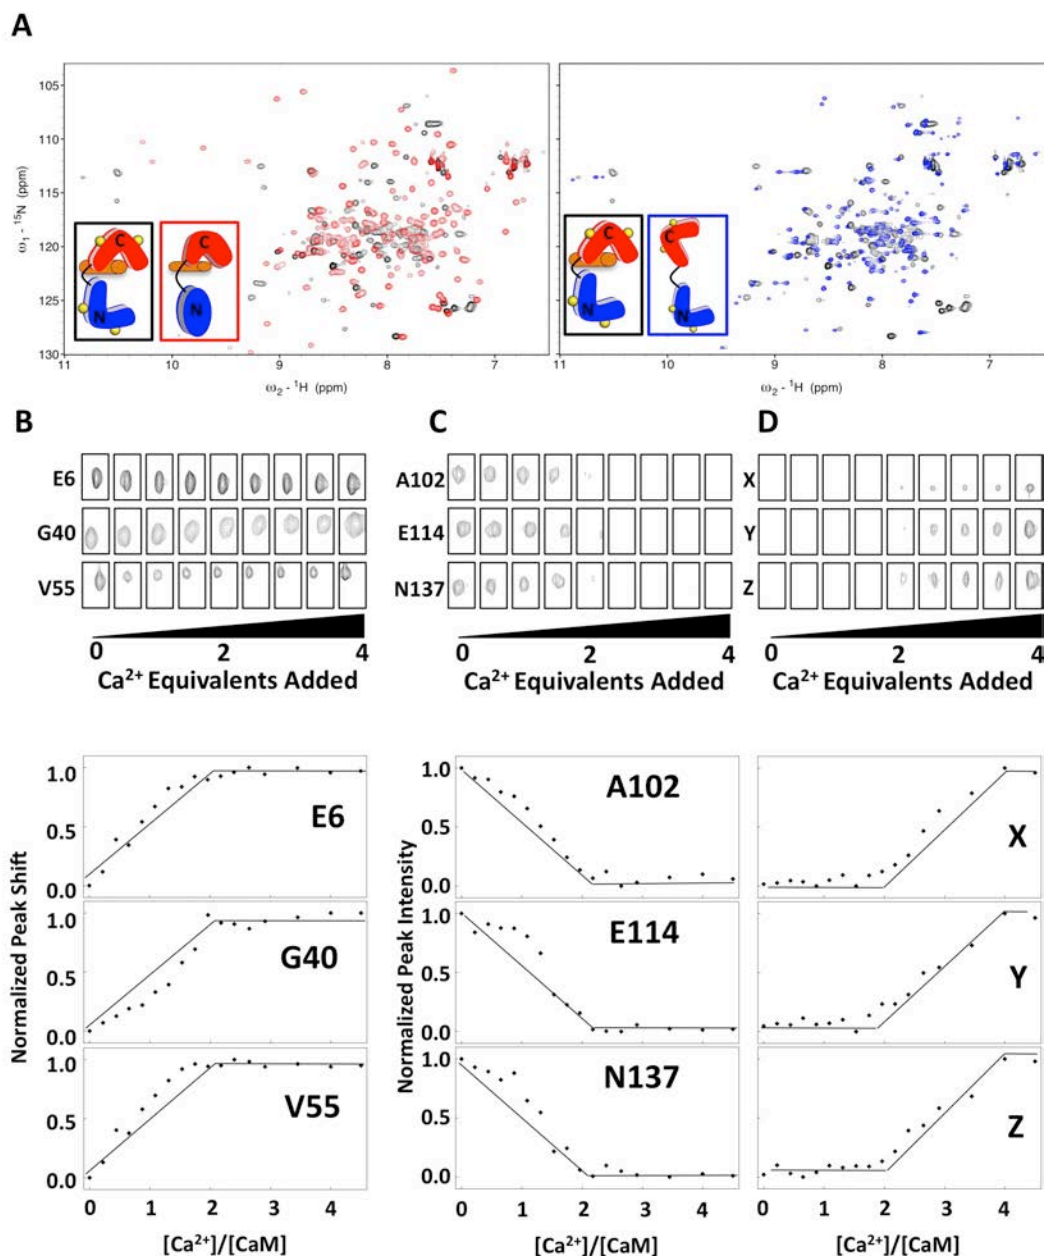 A
105
110
115
120
125
130
ω₁ - ¹⁵N (ppm)
C
N
C
N
C
N
C
N
11 10 9 8 7
11 10 9 8 7
ω₂ - ¹H (ppm)
ω₂ - ¹H (ppm)
B
C
D
E6
G40
V55
A102
E114
N137
X
Y
Z
0 2 4
0 2 4
0 2 4
Ca²⁺ Equivalents Added
Ca²⁺ Equivalents Added
Ca²⁺ Equivalents Added
Normalized Peak Shift
1.0
0.5
0.0
E6
1.0
0.5
0.0
G40
1.0
0.5
0.0
V55
0 1 2 3 4
[Ca²⁺]/[CaM]
Normalized Peak Intensity
1.0
0.5
0.0
A102
X
1.0
0.5
0.0
E114
Y
1.0
0.5
0.0
N137
Z
0 1 2 3 4
0 1 2 3 4
[Ca²⁺]/[CaM]
[Ca²⁺]/[CaM]